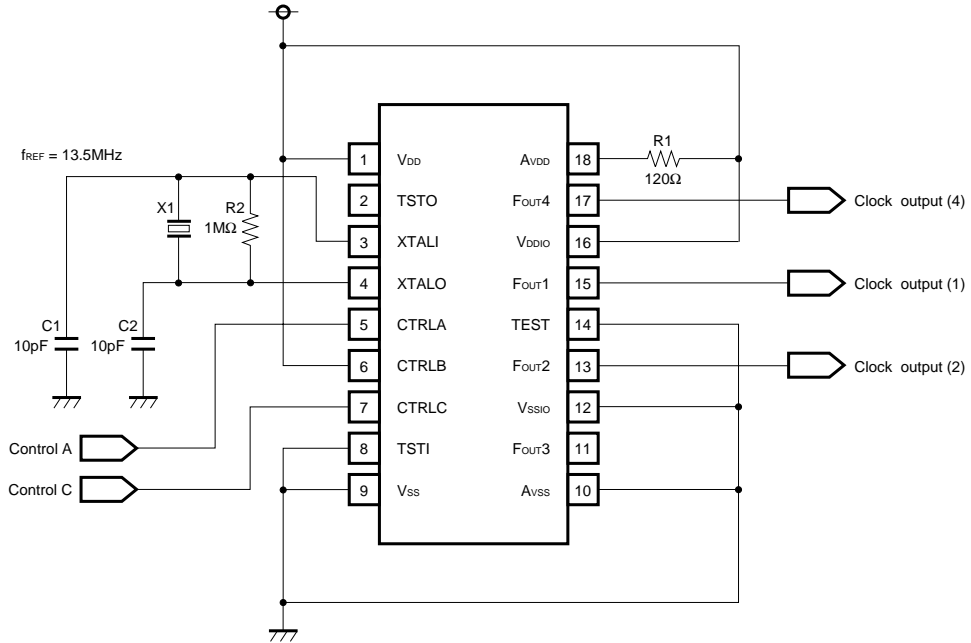 fREF = 13.5MHz
X1
R2
1MΩ
C1
10pF
C2
10pF
Control A
Control C
1 VDD
2 TSTO
3 XTALI
4 XTALO
5 CTRLA
6 CTRLB
7 CTRLC
8 TSTI
9 VSS
AVDD 18
FOUT4 17
VDDIO 16
FOUT1 15
TEST 14
FOUT2 13
VSSIO 12
FOUT3 11
AVSS 10
R1
120Ω
Clock output (4)
Clock output (1)
Clock output (2)